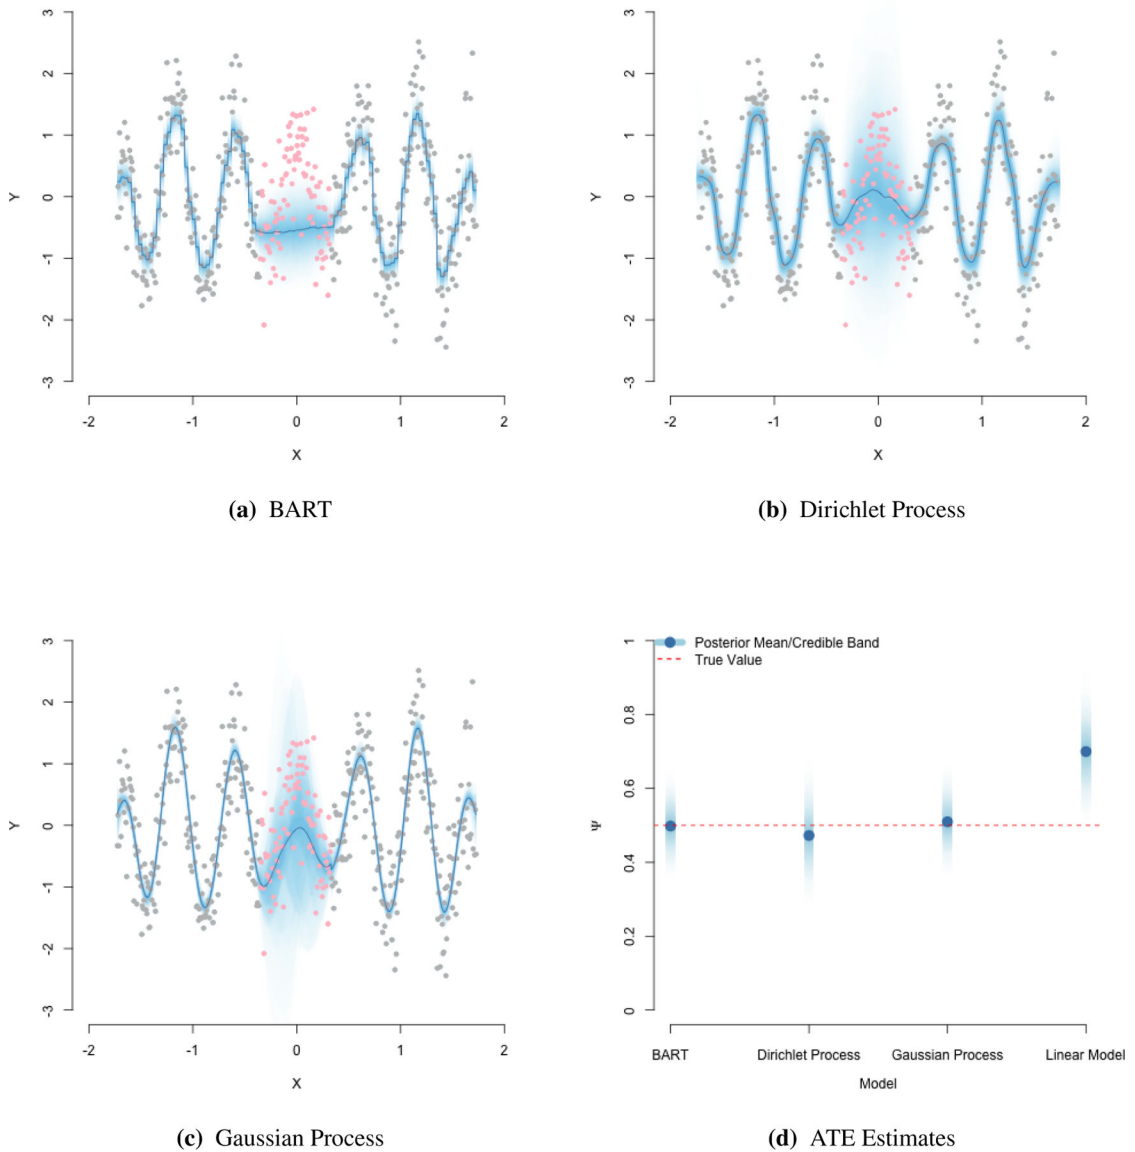 3
2
1
0
-1
-2
-3
Y
-2 -1 0 1 2
X
(a) BART
3
2
1
0
-1
-2
-3
Y
-2 -1 0 1 2
X
(b) Dirichlet Process
3
2
1
0
-1
-2
-3
Y
-2 -1 0 1 2
X
(c) Gaussian Process
Posterior Mean/Credible Band
True Value
1
0.8
0.6
0.4
0.2
0
Ψ
BART Dirichlet Process Gaussian Process Linear Model
Model
(d) ATE Estimates